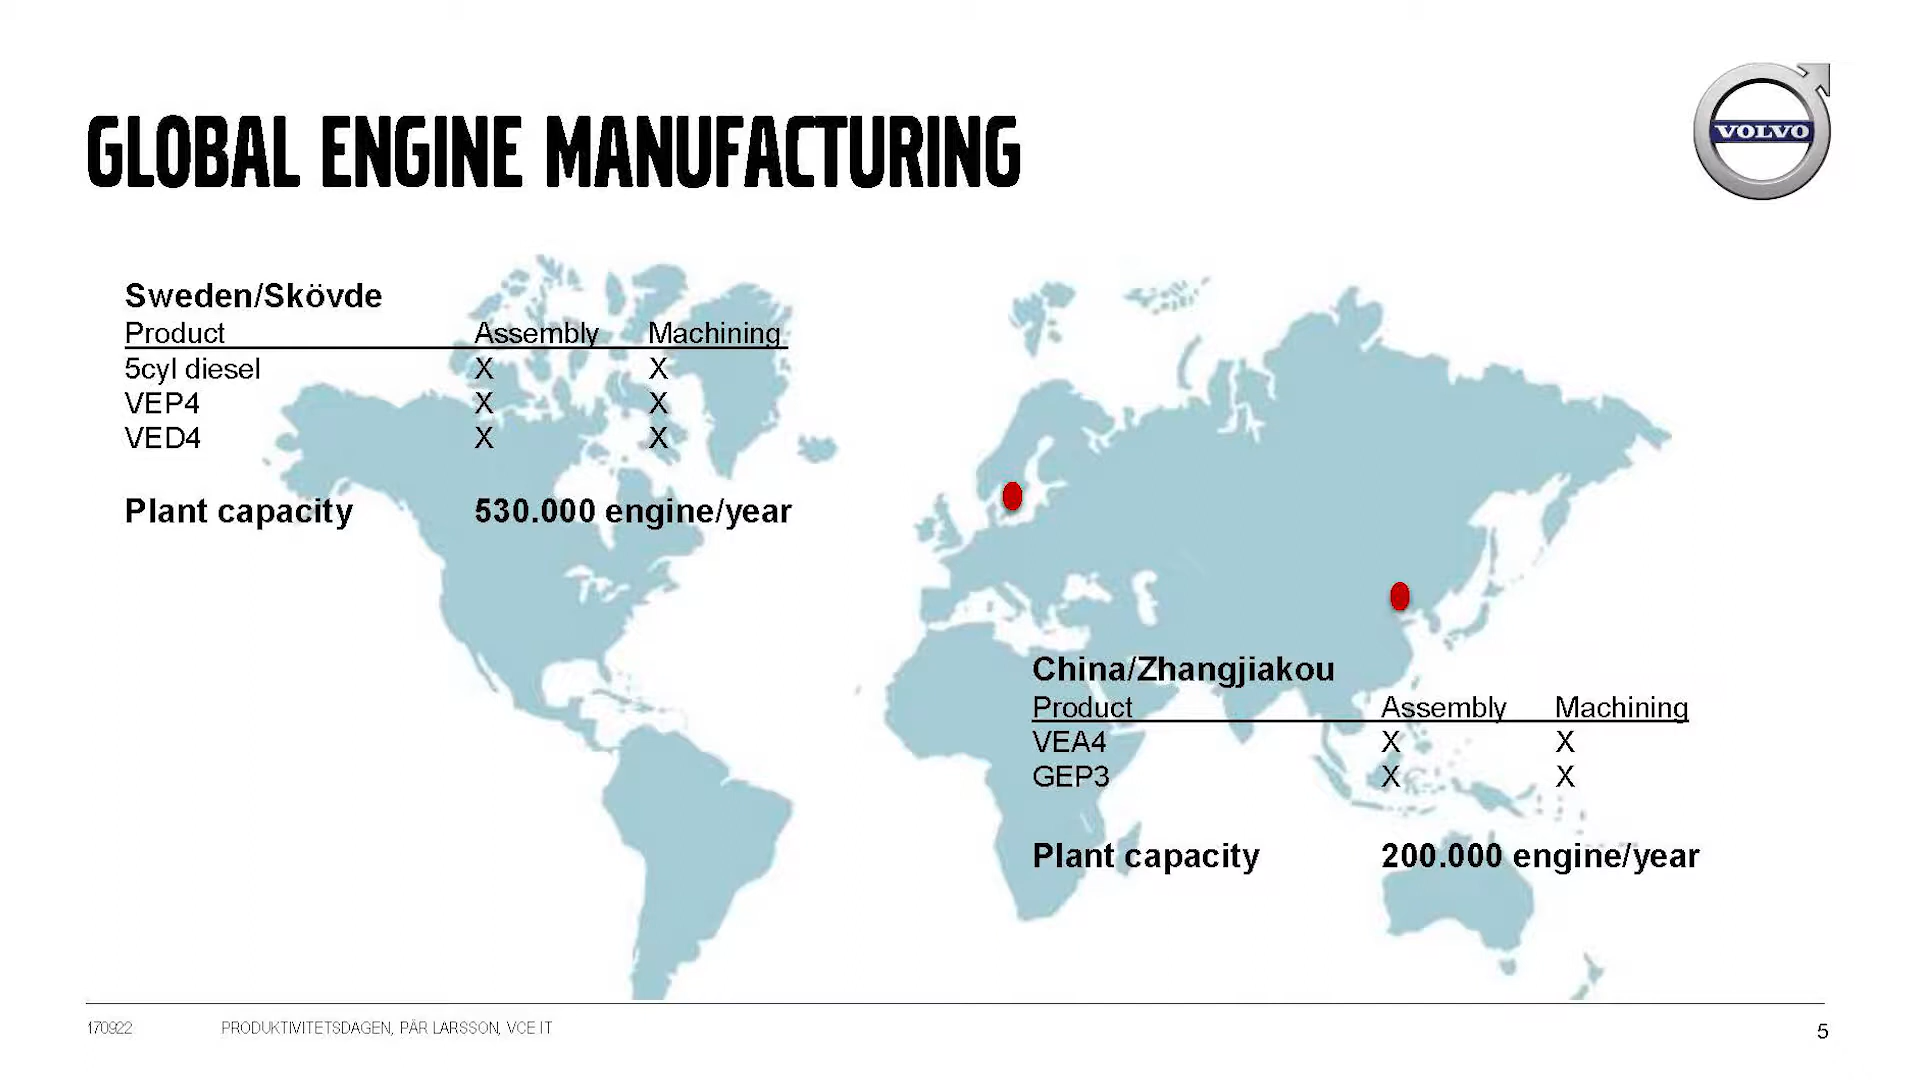 GLOBAL ENGINE MANUFACTURING
VOLVO
Sweden/Skövde
Product Assembly Machining
5cyl diesel X X
VEP4 X X
VED4 X X
Plant capacity 530.000 engine/year
China/Zhangjiakou
Product Assembly Machining
VEA4 X X
GEP3 X X
Plant capacity 200.000 engine/year
170922 PRODUKTIVITETSDAGEN, PÄR LARSSON, VCE IT 5